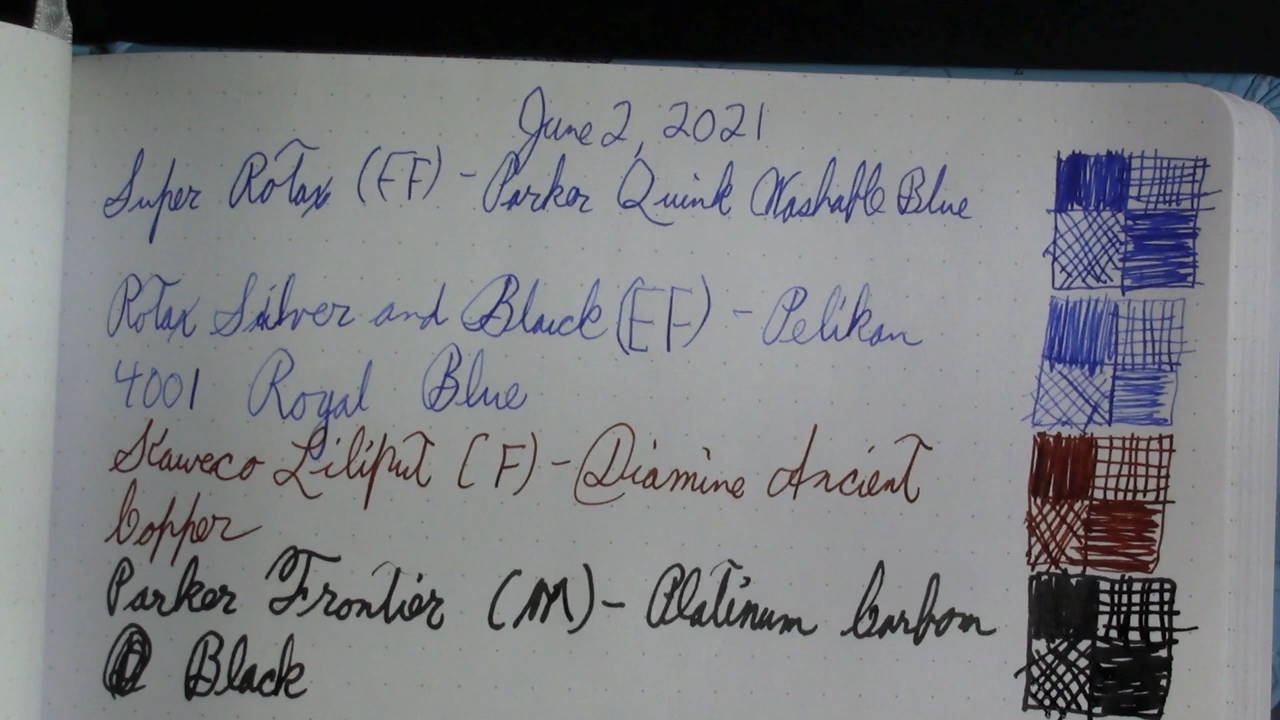 June 2, 2021
Super Rotax (EF) - Parker Quink Washable Blue
Rotax Silver and Black (EF) - Pelikan
4001 Royal Blue
Kaweco Liliput (F) - Diamine Ancient
Copper
Parker Frontier (M) - Platinum Carbon
Black